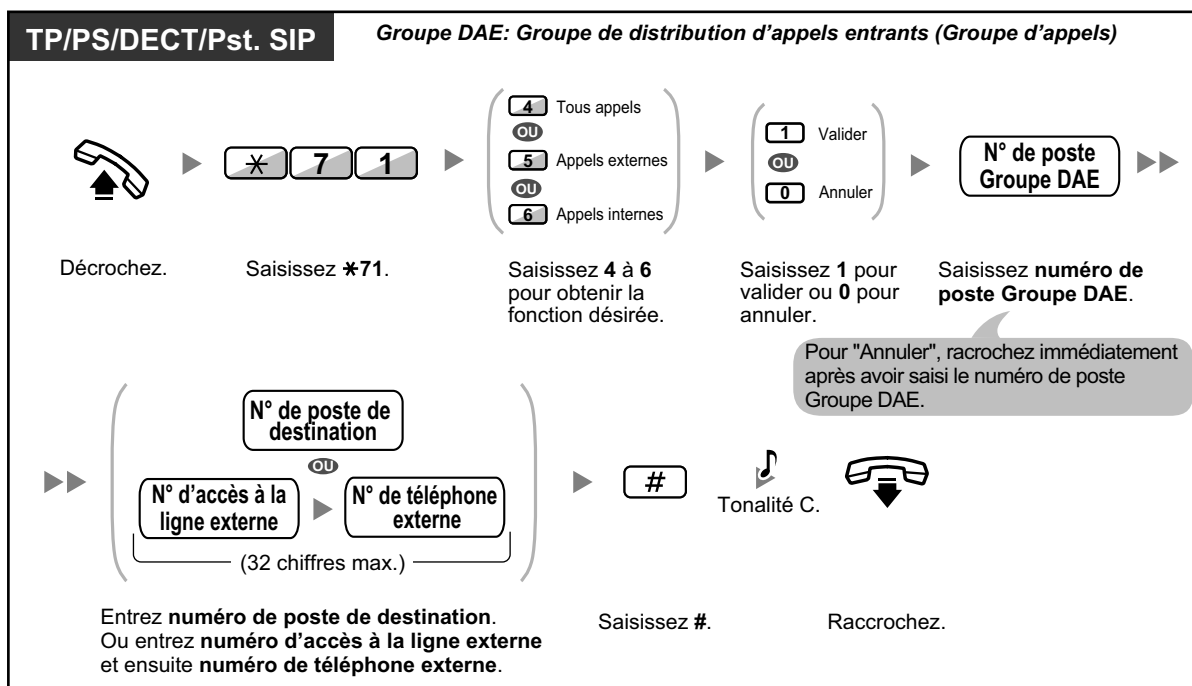 TP/PS/DECT/Pst. SIP
Groupe DAE: Groupe de distribution d'appels entrants (Groupe d'appels)
4 Tous appels
OU
5 Appels externes
OU
6 Appels internes
1 Valider
OU
0 Annuler
N° de poste
Groupe DAE
* 7 1
Décrochez.
Saisissez *71.
Saisissez 4 à 6
pour obtenir la
fonction désirée.
Saisissez 1 pour
valider ou 0 pour
annuler.
Saisissez numéro de
poste Groupe DAE.
Pour "Annuler", racrochez immédiatement
après avoir saisi le numéro de poste
Groupe DAE.
N° de poste de
destination
OU
N° d'accès à la
ligne externe
N° de téléphone
externe
(32 chiffres max.)
#
Tonalité C.
Entrez numéro de poste de destination.
Ou entrez numéro d'accès à la ligne externe
et ensuite numéro de téléphone externe.
Saisissez #.
Raccrochez.